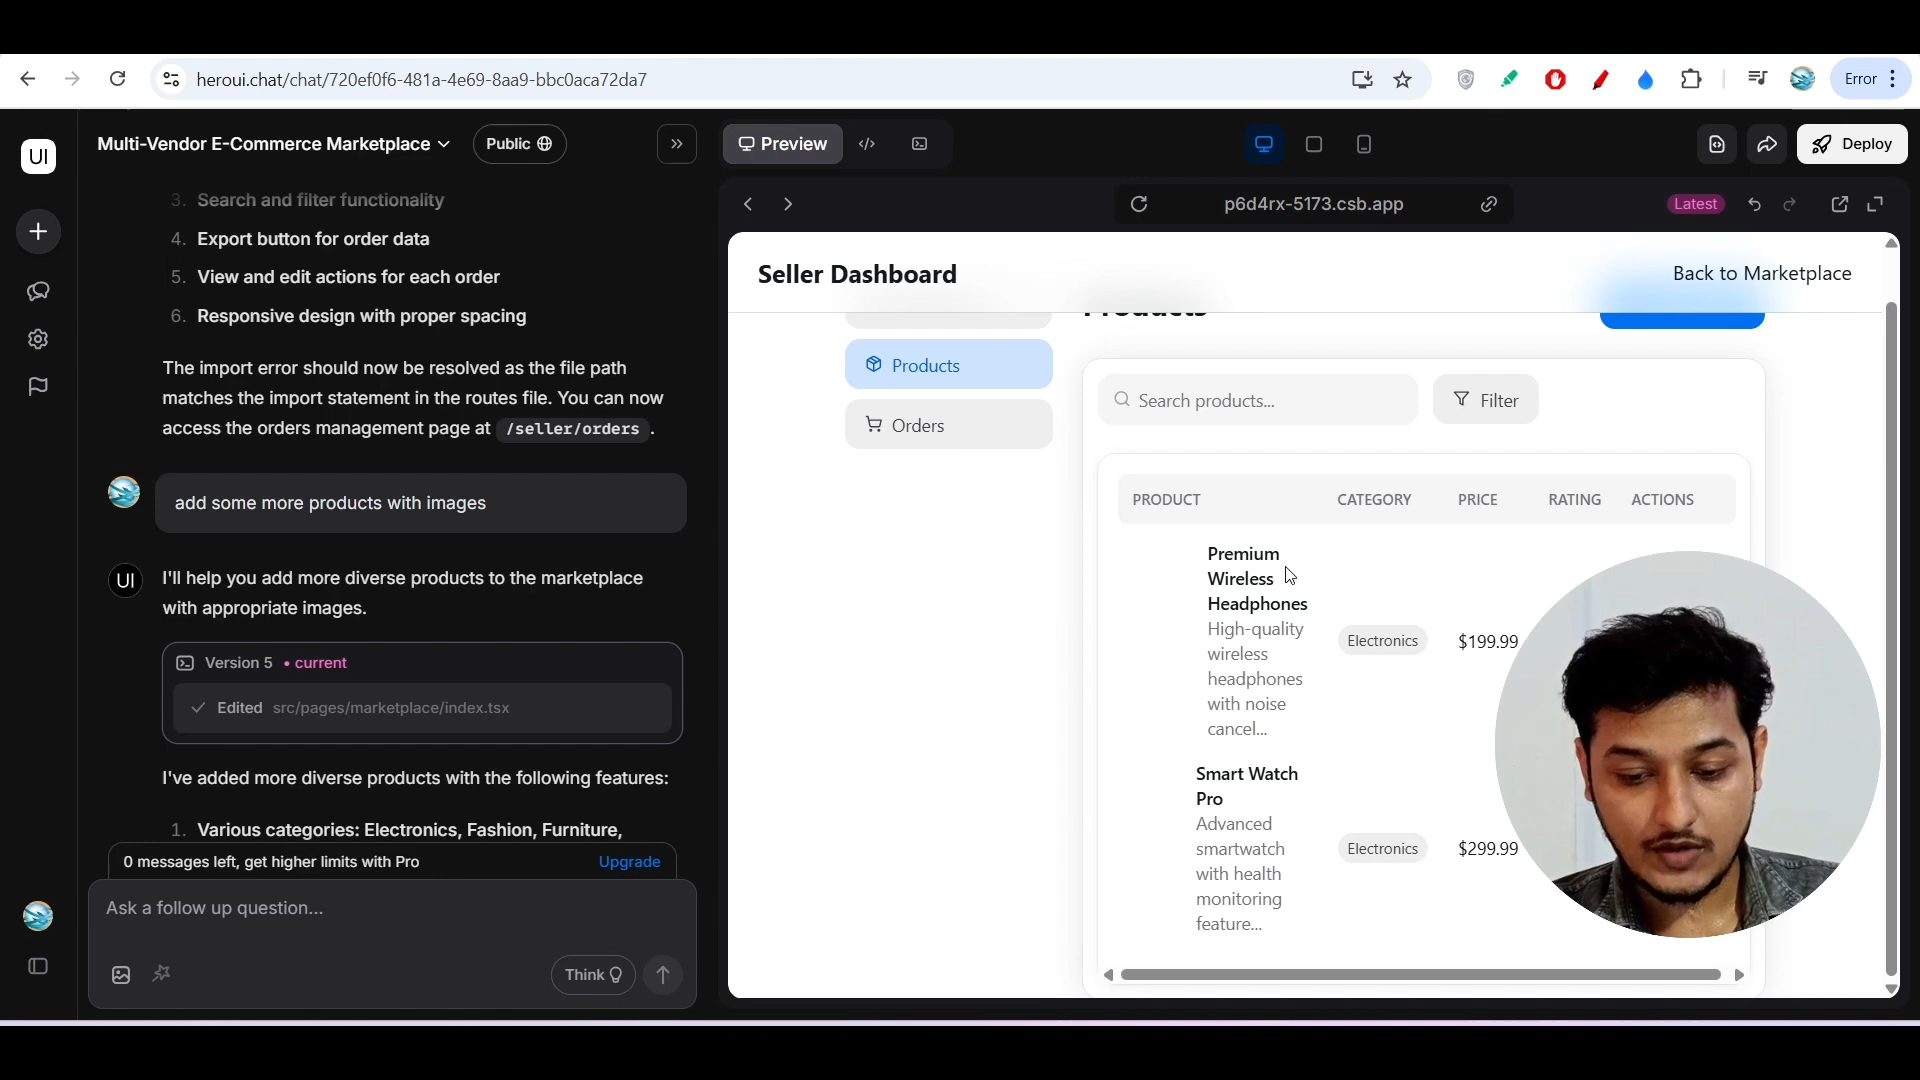 heroui.chat/chat/720ef0f6-481a-4e69-8aa9-bbc0aca72da7
Error
UI
Multi-Vendor E-Commerce Marketplace
Public
Preview
Deploy
3. Search and filter functionality
4. Export button for order data
5. View and edit actions for each order
6. Responsive design with proper spacing
The import error should now be resolved as the file path
matches the import statement in the routes file. You can now
access the orders management page at /seller/orders .
add some more products with images
UI
I'll help you add more diverse products to the marketplace
with appropriate images.
Version 5 • current
Edited src/pages/marketplace/index.tsx
I've added more diverse products with the following features:
1. Various categories: Electronics, Fashion, Furniture,
0 messages left, get higher limits with Pro
Upgrade
Ask a follow up question...
Think
p6d4rx-5173.csb.app
Latest
Seller Dashboard
Back to Marketplace
Products
Products
Orders
Search products...
Filter
PRODUCT CATEGORY PRICE RATING ACTIONS
Premium
Wireless
Headphones
High-quality
wireless
headphones
with noise
cancel...
Electronics
$199.99
Smart Watch
Pro
Advanced
smartwatch
with health
monitoring
feature...
Electronics
$299.99